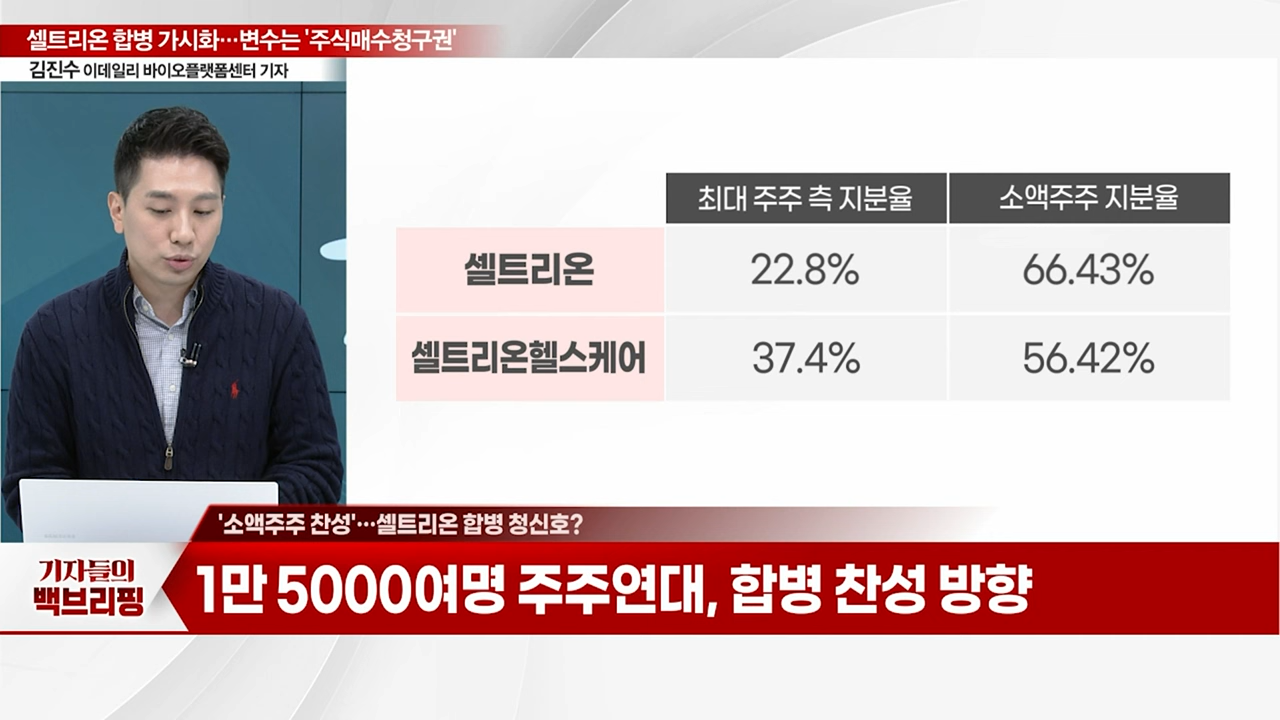 셀트리온 합병 가시화…변수는 '주식매수청구권'
김진수 이데일리 바이오플랫폼센터 기자
최대 주주 측 지분율 소액주주 지분율
셀트리온 22.8% 66.43%
셀트리온헬스케어 37.4% 56.42%
'소액주주 찬성'…셀트리온 합병 청신호?
기자들의
백브리핑
1만 5000여명 주주연대, 합병 찬성 방향